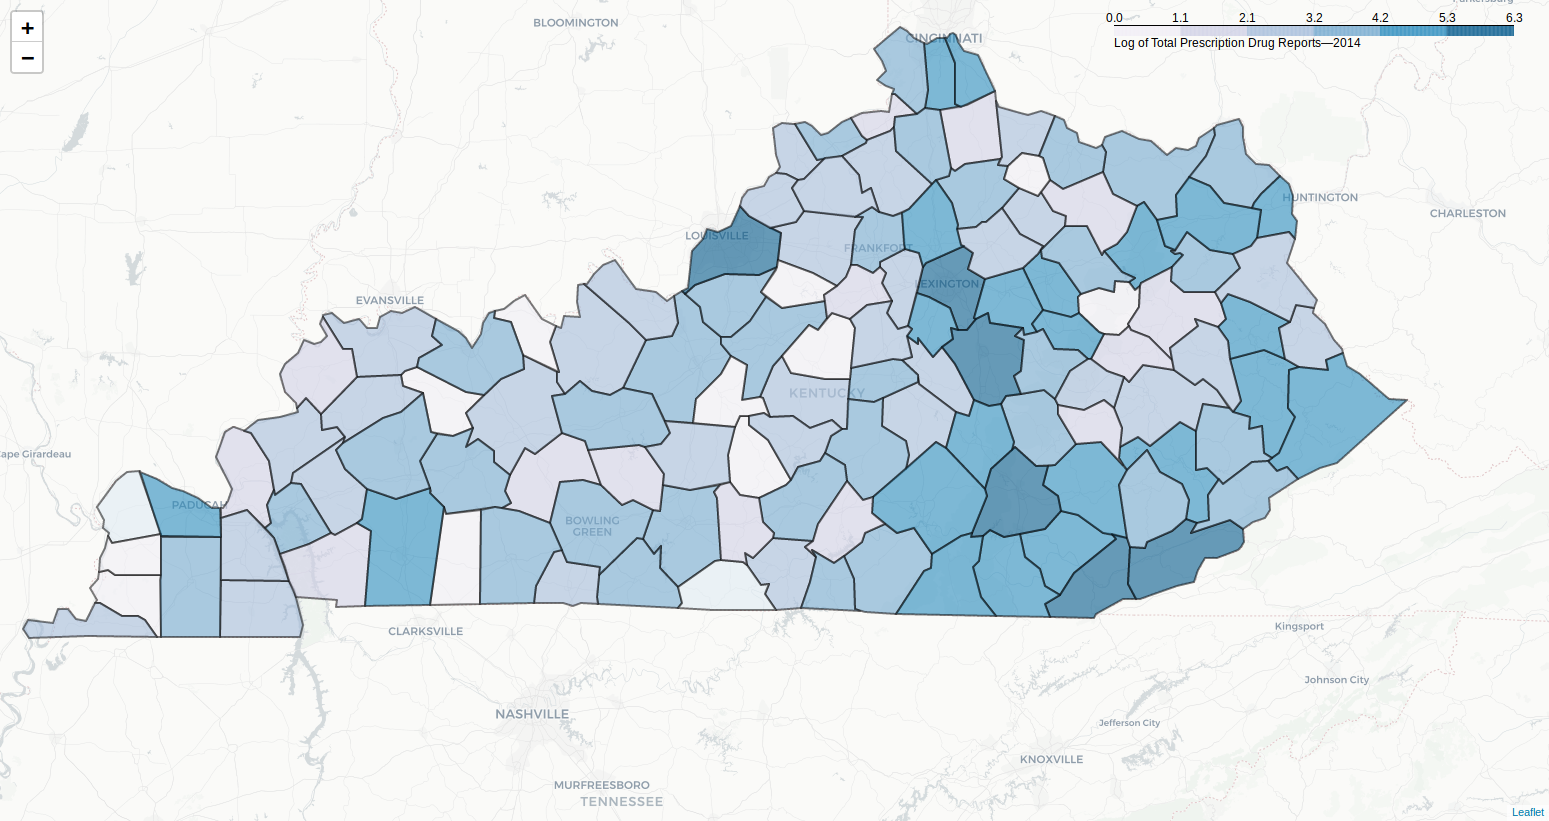 +
−
BLOOMINGTON
CINCINNATI
0.0 1.1 2.1 3.2 4.2 5.3 6.3
Log of Total Prescription Drug Reports—2014
HUNTINGTON
CHARLESTON
LOUISVILLE
FRANKFORT
LEXINGTON
EVANSVILLE
KENTUCKY
Cape Girardeau
PADUCAH
BOWLING
GREEN
CLARKSVILLE
Kingsport
Johnson City
NASHVILLE
Jefferson City
KNOXVILLE
MURFREESBORO
TENNESSEE
Leaflet